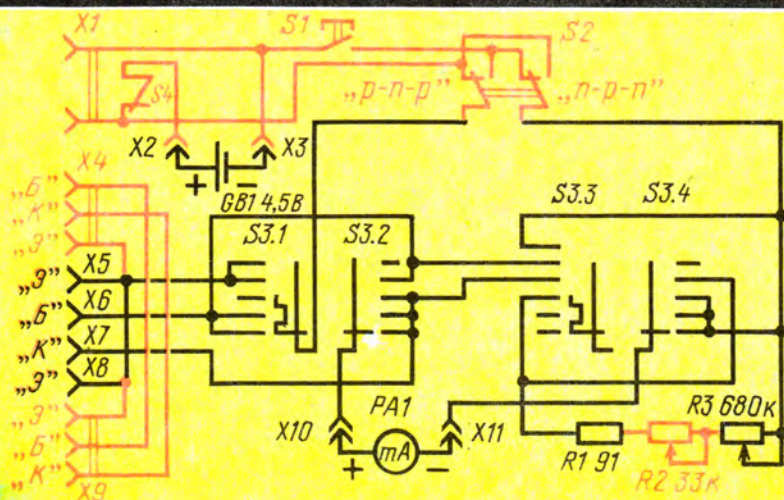 X1
S1
S2
S4
„p-n-p”
„n-p-n”
X2
X3
+ –
GB1 4,5В
X4
„Б”
„К”
„Э”
S3.1
S3.2
S3.3
S3.4
X5
„Э”
X6
„Б”
X7
„К”
X8
„Э”
„Э”
„Б”
„К”
X9
X10
PA1
X11
+ mA –
R1 91
R2 33к
R3 680к